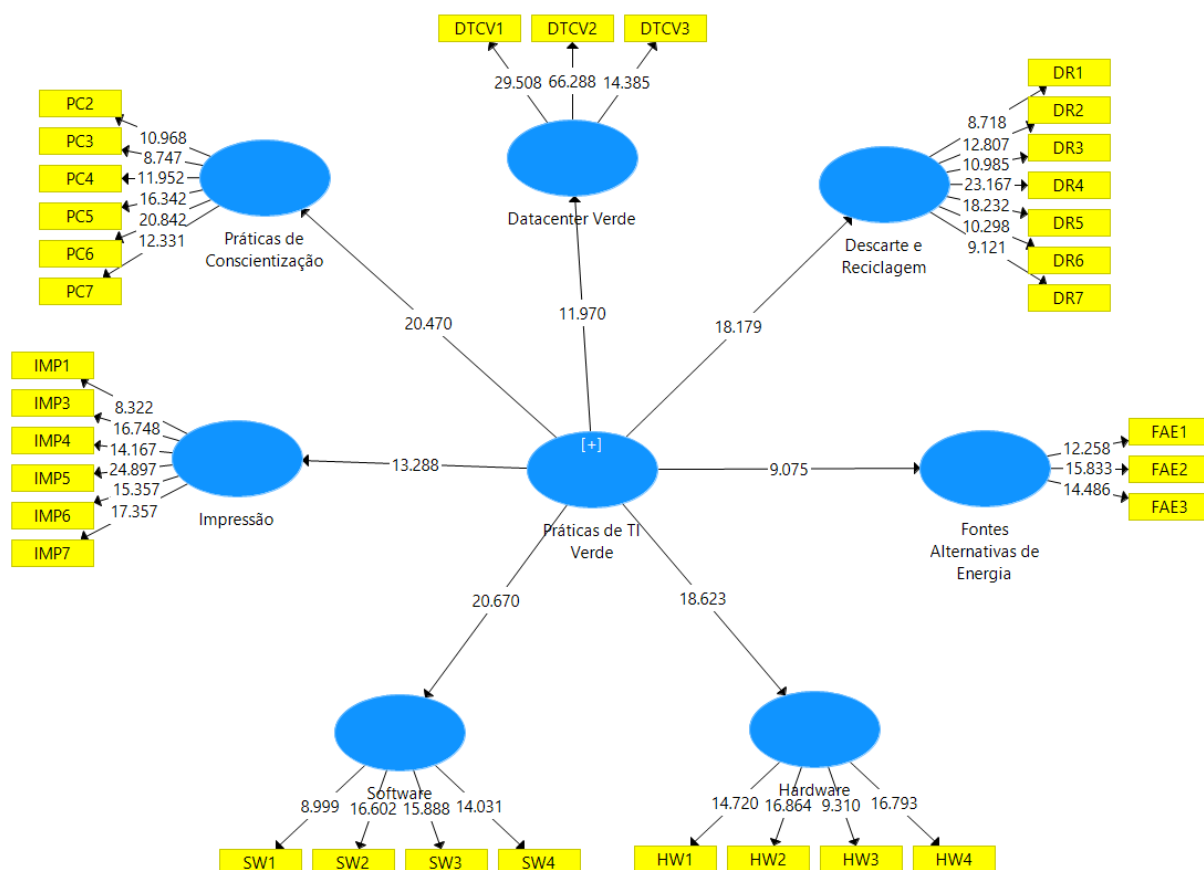 DTCV1 DTCV2 DTCV3
29.508 66.288 14.385
Datacenter Verde
PC2
PC3
PC4
PC5
PC6
PC7
10.968
8.747
11.952
16.342
20.842
12.331
Práticas de
Conscientização
DR1
DR2
DR3
DR4
DR5
DR6
DR7
8.718
12.807
10.985
23.167
18.232
10.298
9.121
Descarte e
Reciclagem
20.470
11.970
18.179
IMP1
IMP3
IMP4
IMP5
IMP6
IMP7
8.322
16.748
14.167
24.897
15.357
17.357
Impressão
13.288
[+]
Práticas de TI
Verde
9.075
FAE1
FAE2
FAE3
12.258
15.833
14.486
Fontes
Alternativas de
Energia
20.670
18.623
Software
8.999 16.602 15.888 14.031
SW1 SW2 SW3 SW4
Hardware
14.720 16.864 9.310 16.793
HW1 HW2 HW3 HW4